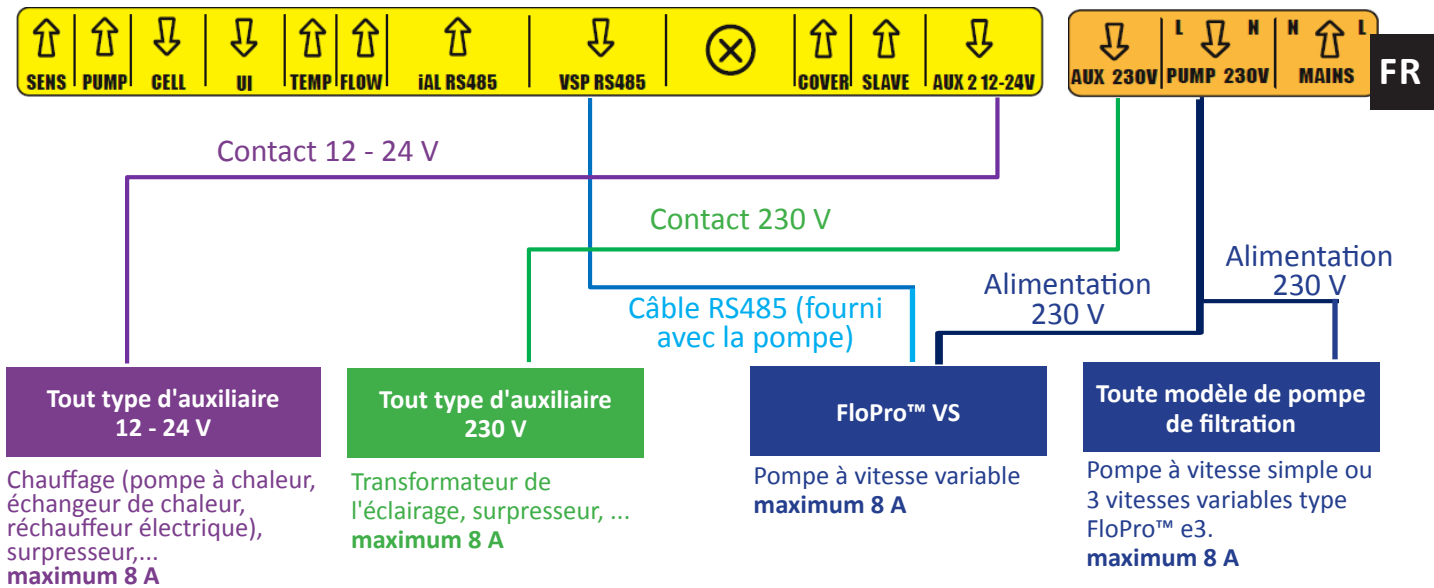 SENS PUMP CELL UI TEMP FLOW iAL RS485 VSP RS485 COVER SLAVE AUX 2 12-24V
L N N L
AUX 230V PUMP 230V MAINS
FR
Contact 12 - 24 V
Contact 230 V
Câble RS485 (fourni
avec la pompe)
Alimentation
230 V
Alimentation
230 V
Tout type d'auxiliaire
12 - 24 V
Chauffage (pompe à chaleur,
échangeur de chaleur,
réchauffeur électrique),
surpresseur,...
maximum 8 A
Tout type d'auxiliaire
230 V
Transformateur de
l'éclairage, surpresseur, ...
maximum 8 A
FloPro™ VS
Pompe à vitesse variable
maximum 8 A
Toute modèle de pompe
de filtration
Pompe à vitesse simple ou
3 vitesses variables type
FloPro™ e3.
maximum 8 A